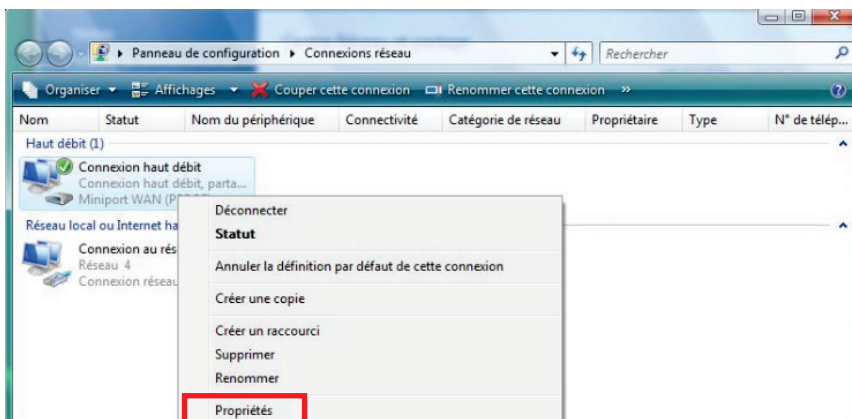 Panneau de configuration Connexions réseau Rechercher
Organiser Affichages Couper cette connexion Renommer cette connexion »
Nom Statut Nom du périphérique Connectivité Catégorie de réseau Propriétaire Type N° de télép...
Haut débit (1)
Connexion haut débit
Connexion haut débit, parta...
Miniport WAN
Déconnecter
Statut
Réseau local ou Internet ha
Connexion au rés
Réseau 4
Connexion réseau
Annuler la définition par défaut de cette connexion
Créer une copie
Créer un raccourci
Supprimer
Renommer
Propriétés